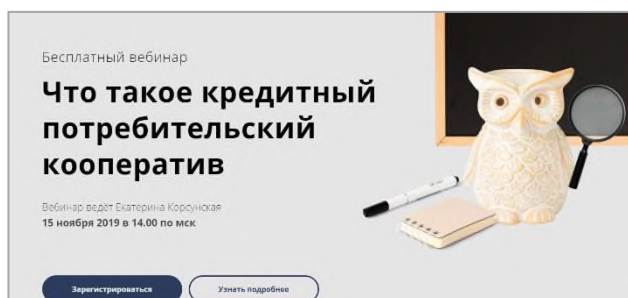 Бесплатный вебинар
Что такое кредитный
потребительский
кооператив
Вебинар ведёт Екатерина Корсунская
15 ноября 2019 в 14.00 по мск
Зарегистрироваться
Узнать подробнее